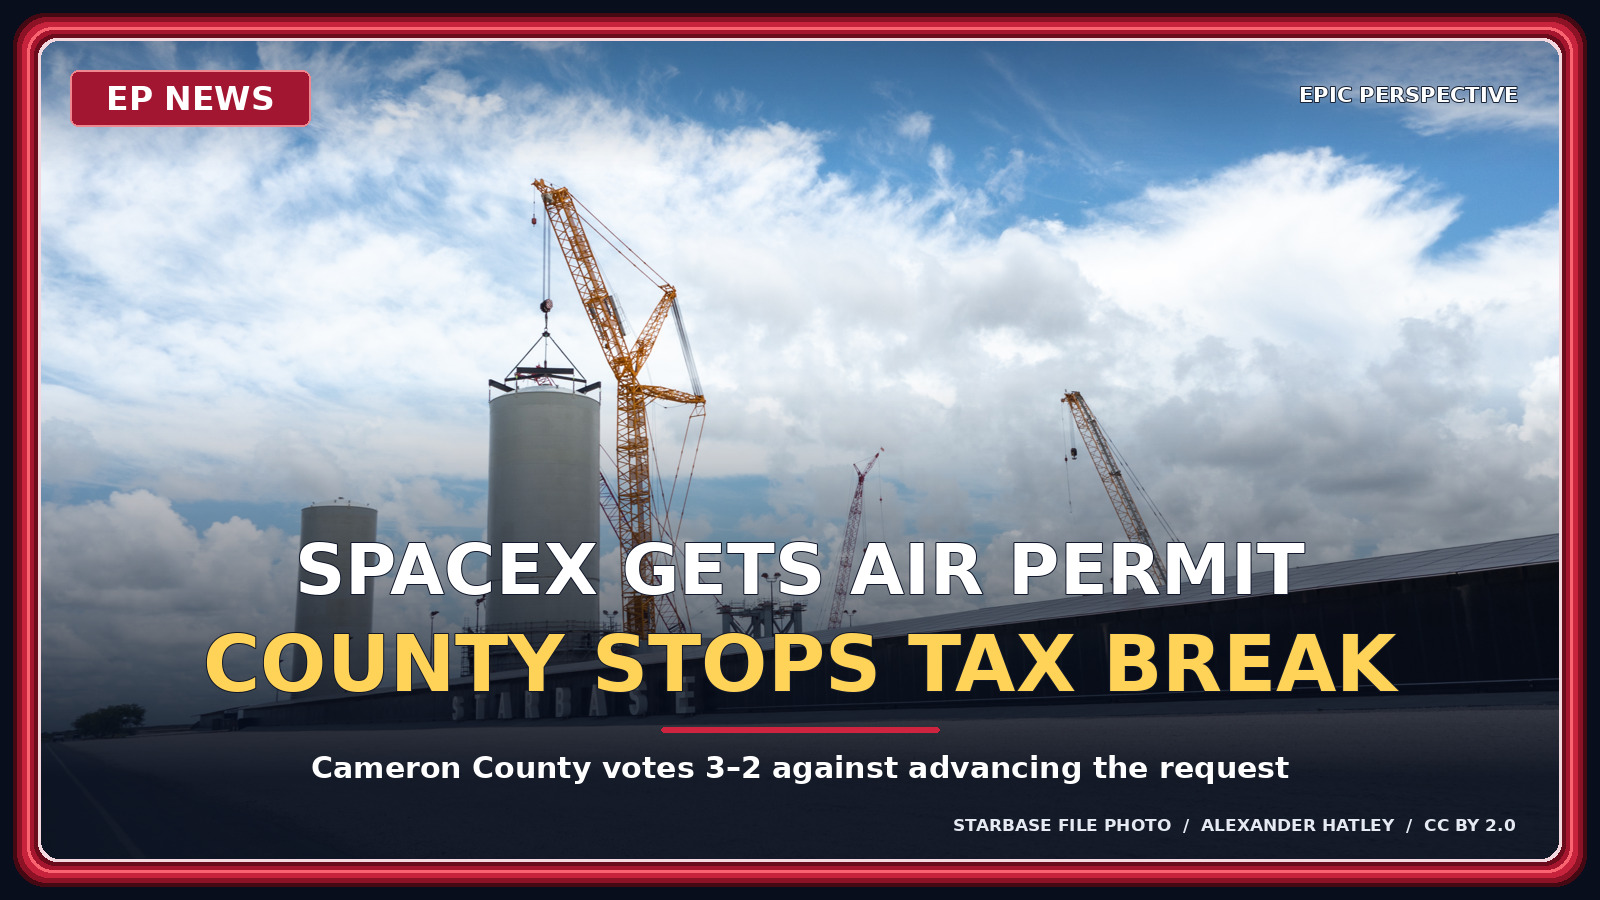 EP NEWS
EPIC PERSPECTIVE
SPACEX GETS AIR PERMIT
COUNTY STOPS TAX BREAK
STARBASE
Cameron County votes 3–2 against advancing the request
STARBASE FILE PHOTO / ALEXANDER HATLEY / CC BY 2.0